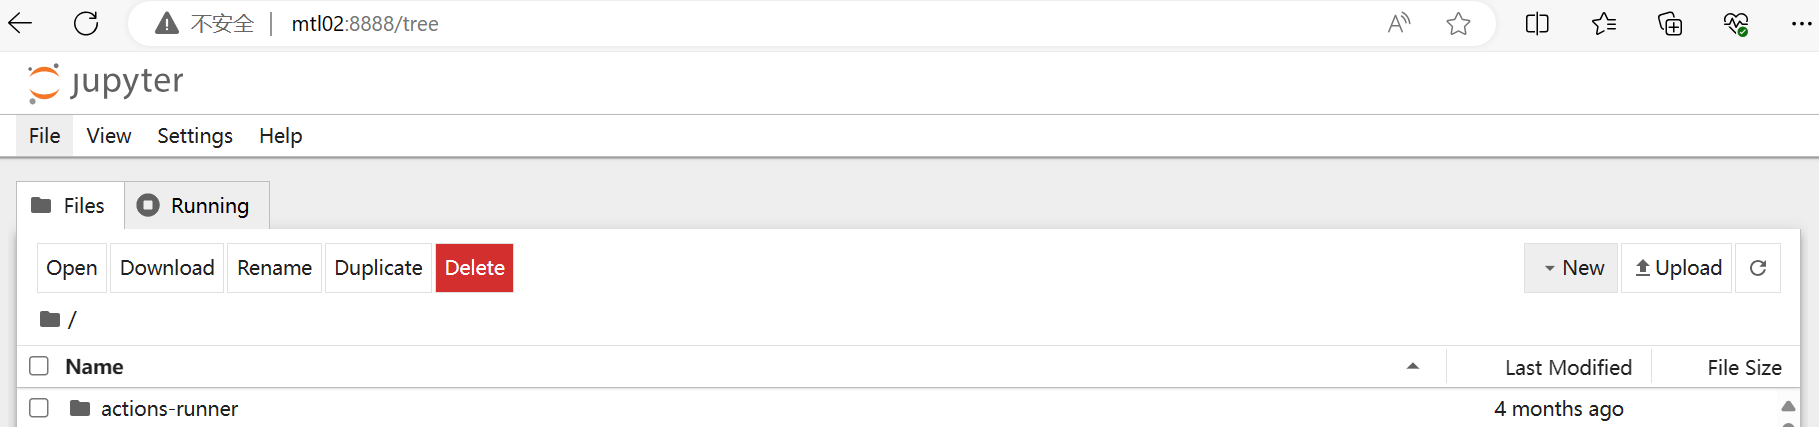 不安全 mtl02:8888/tree
jupyter
File View Settings Help
Files Running
Open Download Rename Duplicate Delete New Upload
/
Name Last Modified File Size
actions-runner 4 months ago